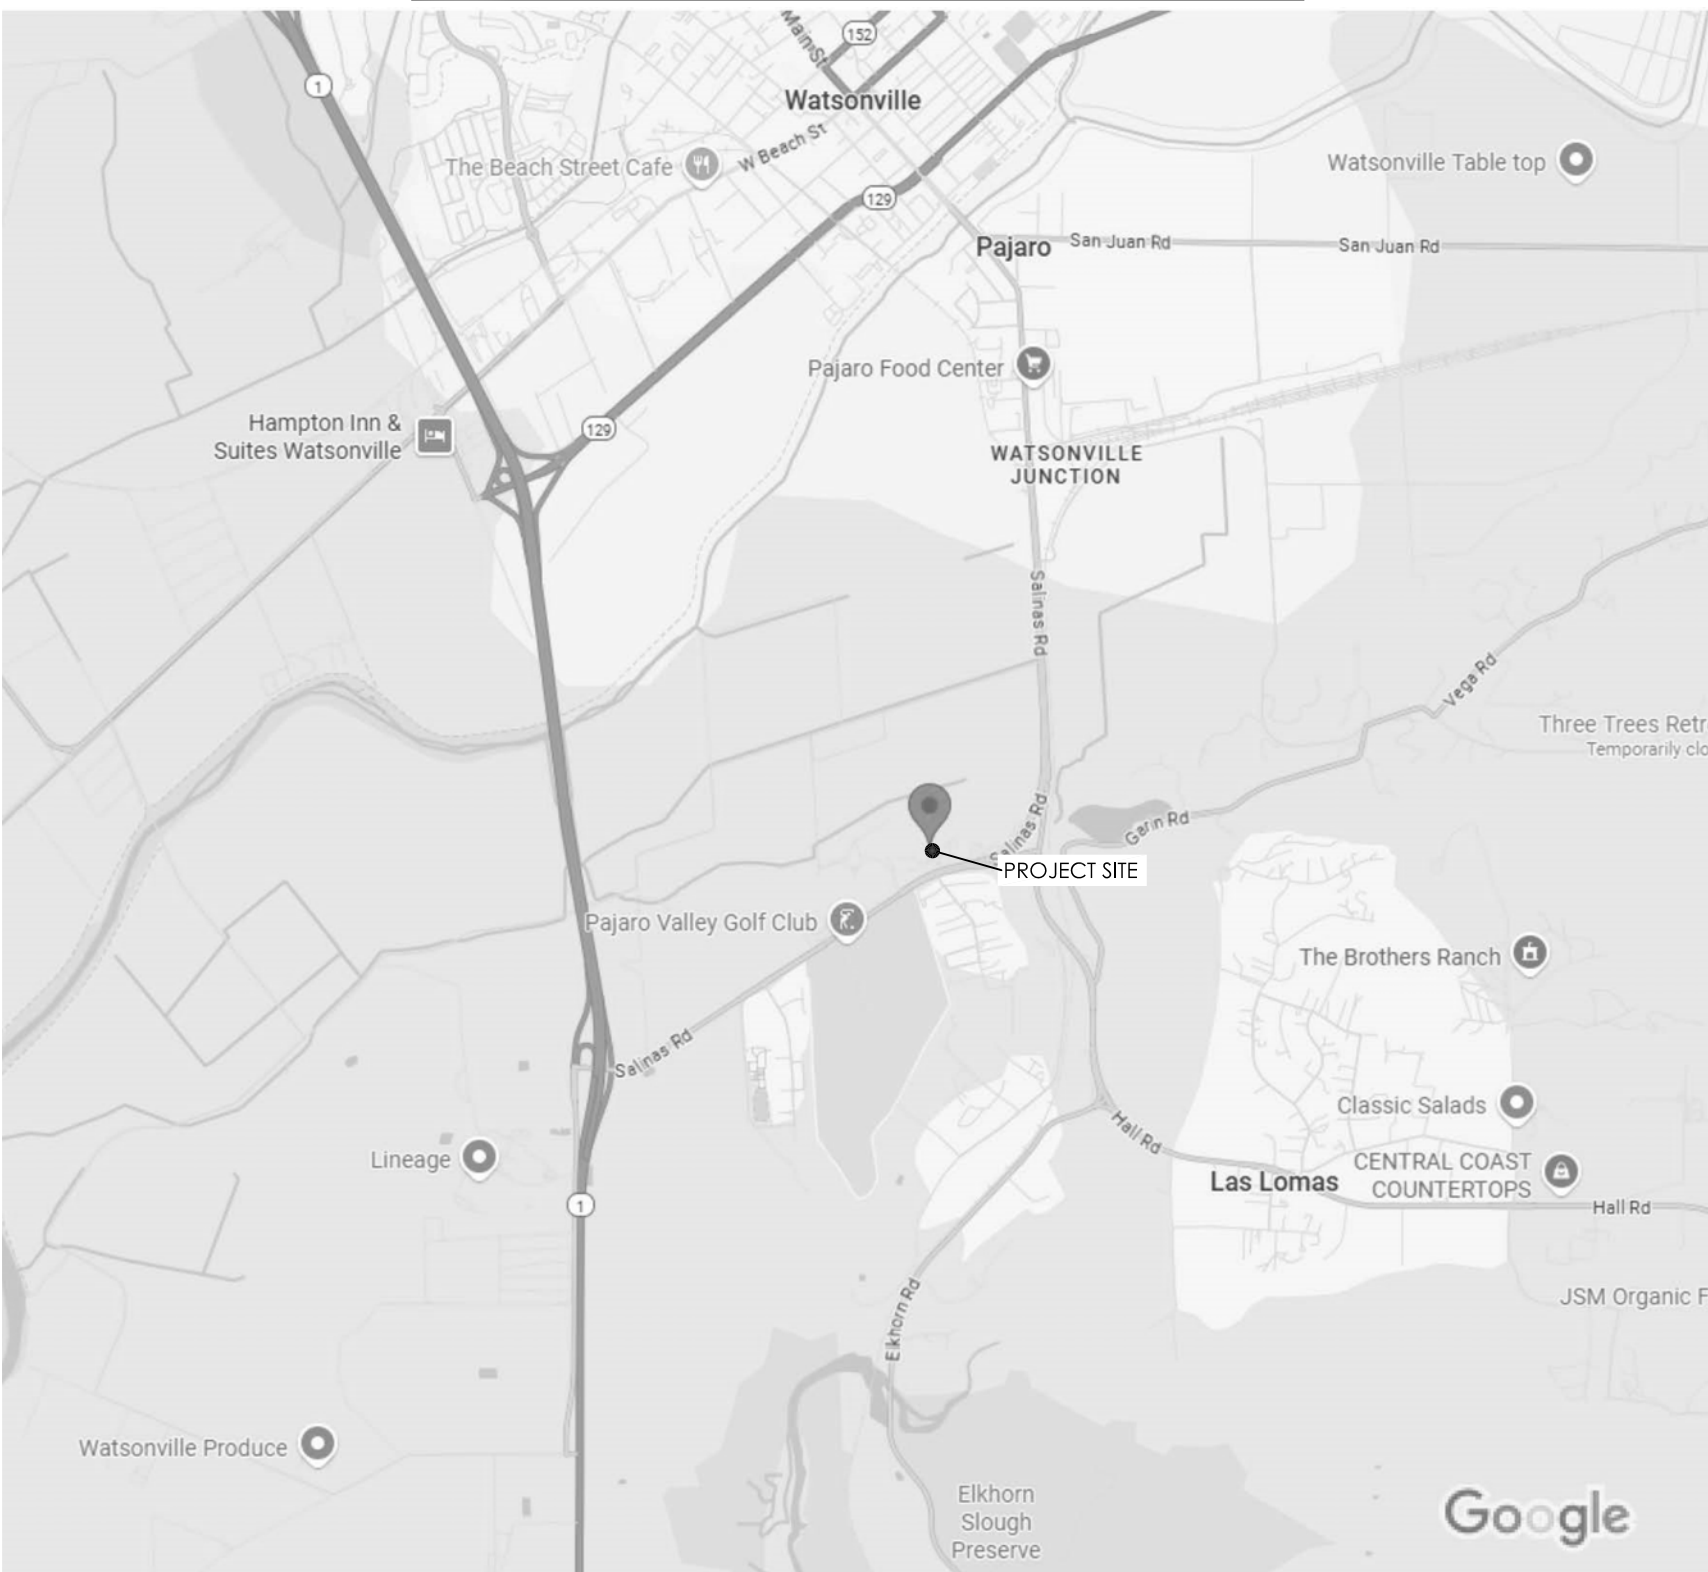 152
Main St
1
Watsonville
W Beach St
The Beach Street Cafe
Watsonville Table top
129
Pajaro
San Juan Rd
San Juan Rd
Pajaro Food Center
Hampton Inn &
Suites Watsonville
129
WATSONVILLE
JUNCTION
Salinas Rd
Vega Rd
Three Trees Retr
Temporarily clo
Salinas Rd
Garin Rd
PROJECT SITE
Pajaro Valley Golf Club
The Brothers Ranch
Salinas Rd
Classic Salads
Hall Rd
Lineage
CENTRAL COAST
COUNTERTOPS
Las Lomas
1
Hall Rd
JSM Organic F
Elkhorn Rd
Watsonville Produce
Elkhorn
Slough
Preserve
Google